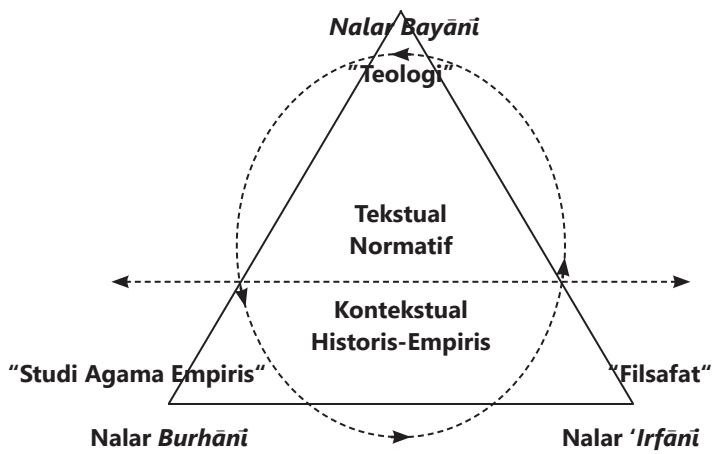 Nalar Bayānī
"Teologi"
Tekstual
Normatif
Kontekstual
Historis-Empiris
“Studi Agama Empiris“
“Filsafat“
Nalar Burhānī
Nalar ‘Irfānī